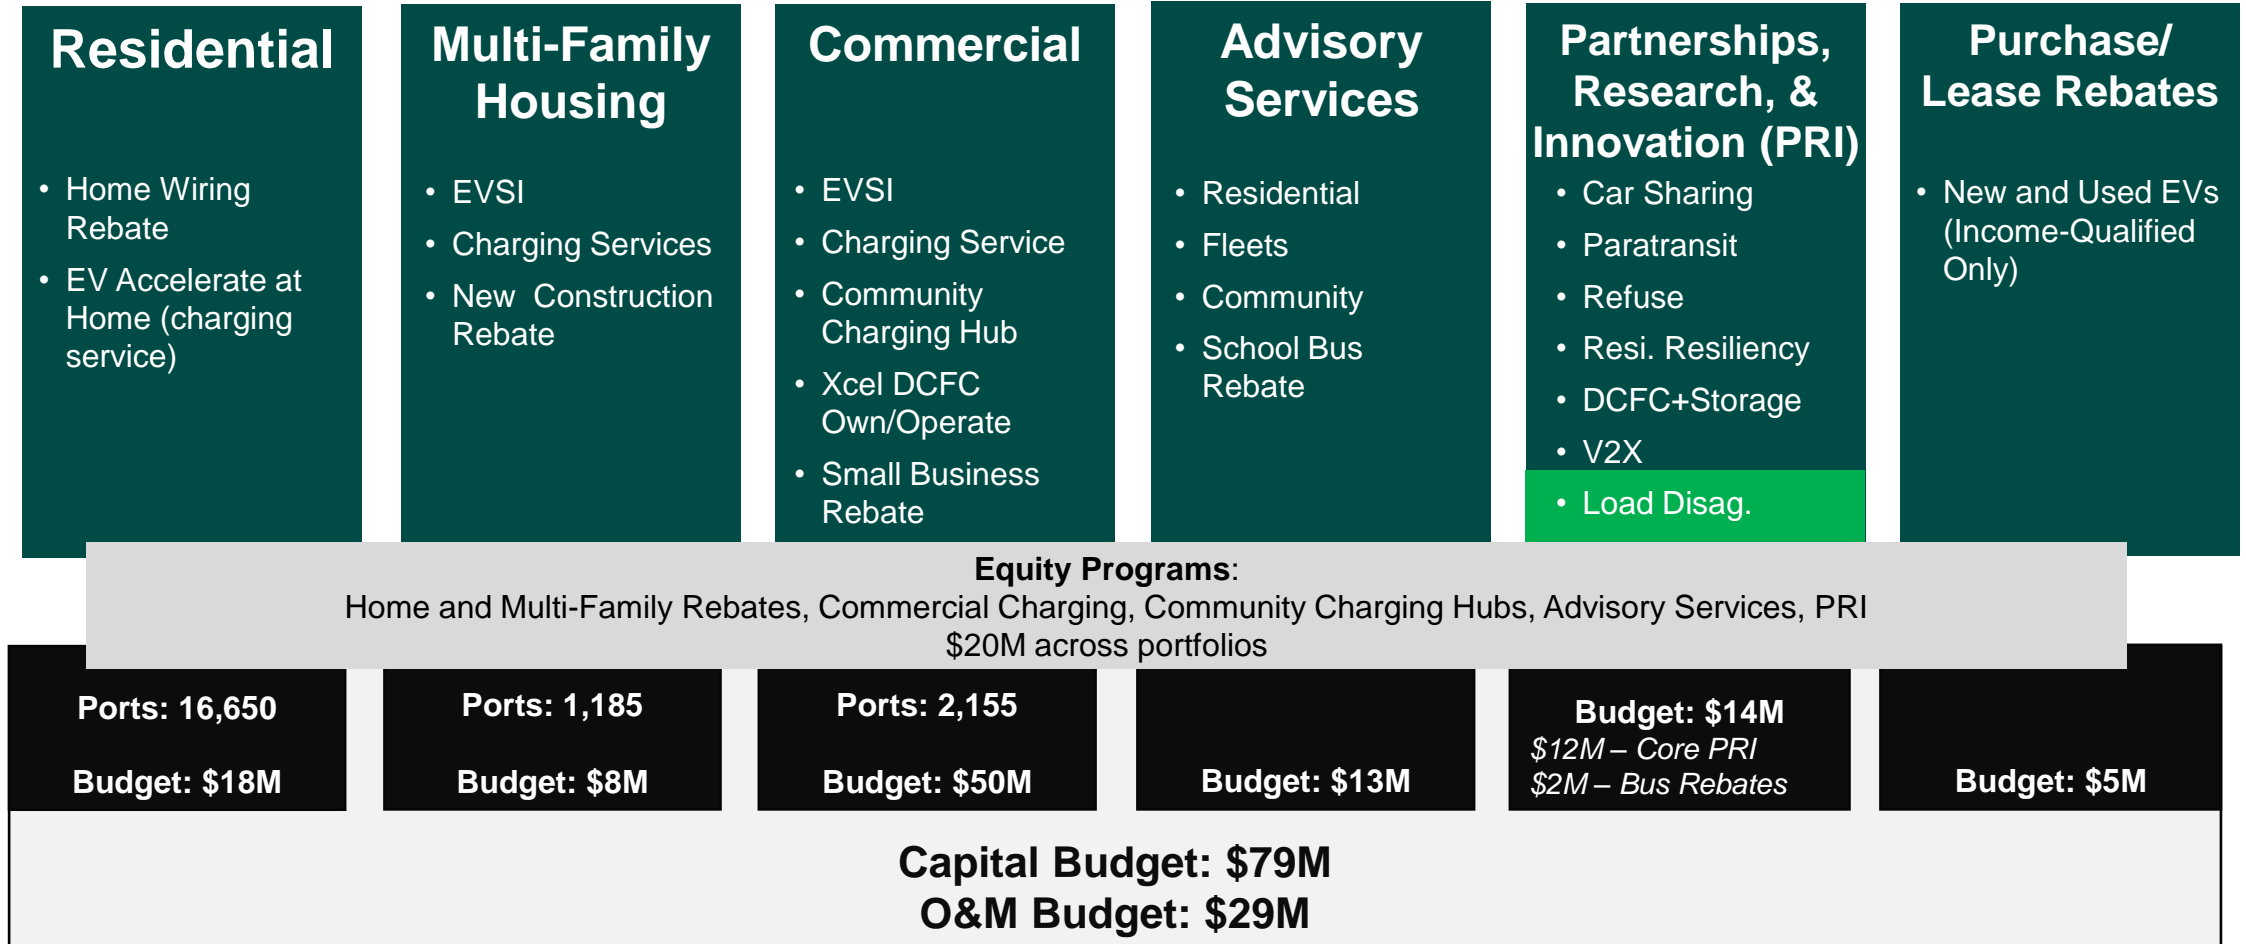 Residential
• Home Wiring
Rebate
• EV Accelerate at
Home (charging
service)
Multi-Family
Housing
• EVSI
• Charging Services
• New  Construction
Rebate
Commercial
• EVSI
• Charging Service
• Community
Charging Hub
• Xcel DCFC
Own/Operate
• Small Business
Rebate
Advisory
Services
• Residential
• Fleets
• Community
• School Bus
Rebate
Partnerships,
Research, &
Innovation (PRI)
• Car Sharing
• Paratransit
• Refuse
• Resi. Resiliency
• DCFC+Storage
• V2X
• Load Disag.
Purchase/
Lease Rebates
• New and Used EVs
(Income-Qualified
Only)
Equity Programs:
Home and Multi-Family Rebates, Commercial Charging, Community Charging Hubs, Advisory Services, PRI
$20M across portfolios
Ports: 16,650
Budget: $18M
Ports: 1,185
Budget: $8M
Ports: 2,155
Budget: $50M
Budget: $13M
Budget: $14M
$12M – Core PRI
$2M – Bus Rebates
Budget: $5M
Capital Budget: $79M
O&M Budget: $29M